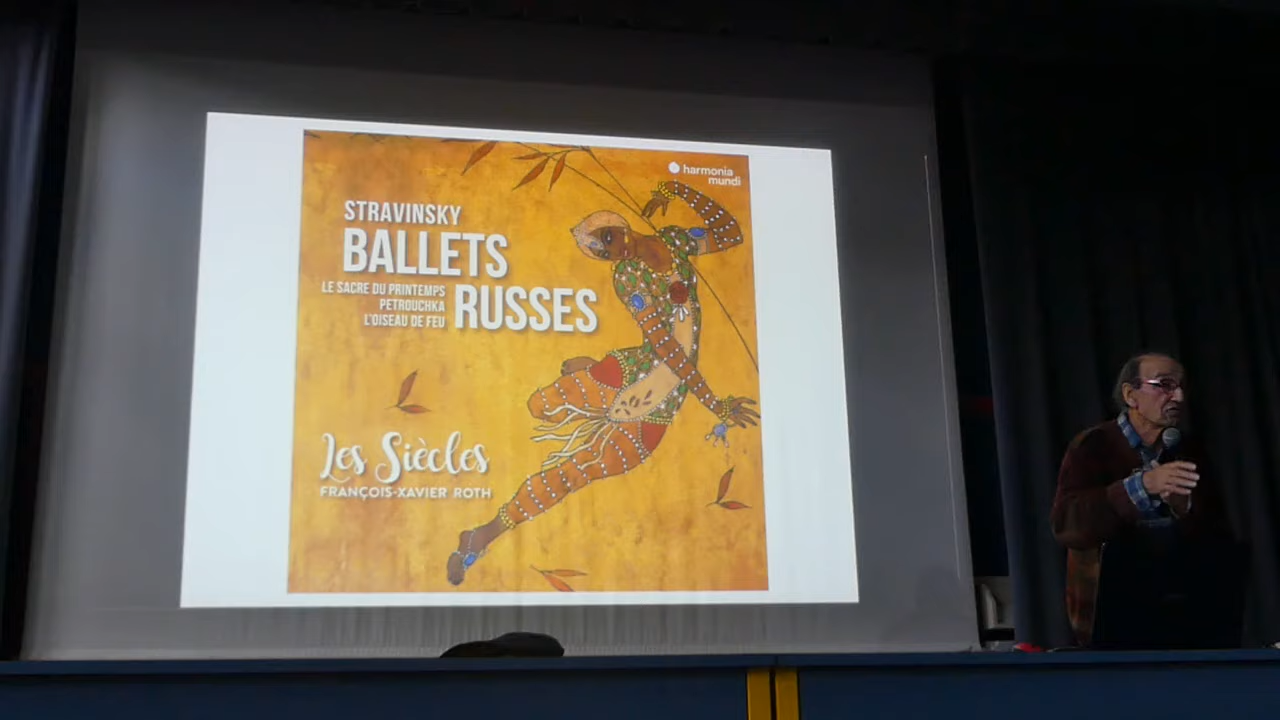 harmonia
mundi
STRAVINSKY
BALLETS
RUSSES
LE SACRE DU PRINTEMPS
PETROUCHKA
L'OISEAU DE FEU
Les Siècles
FRANÇOIS-XAVIER ROTH